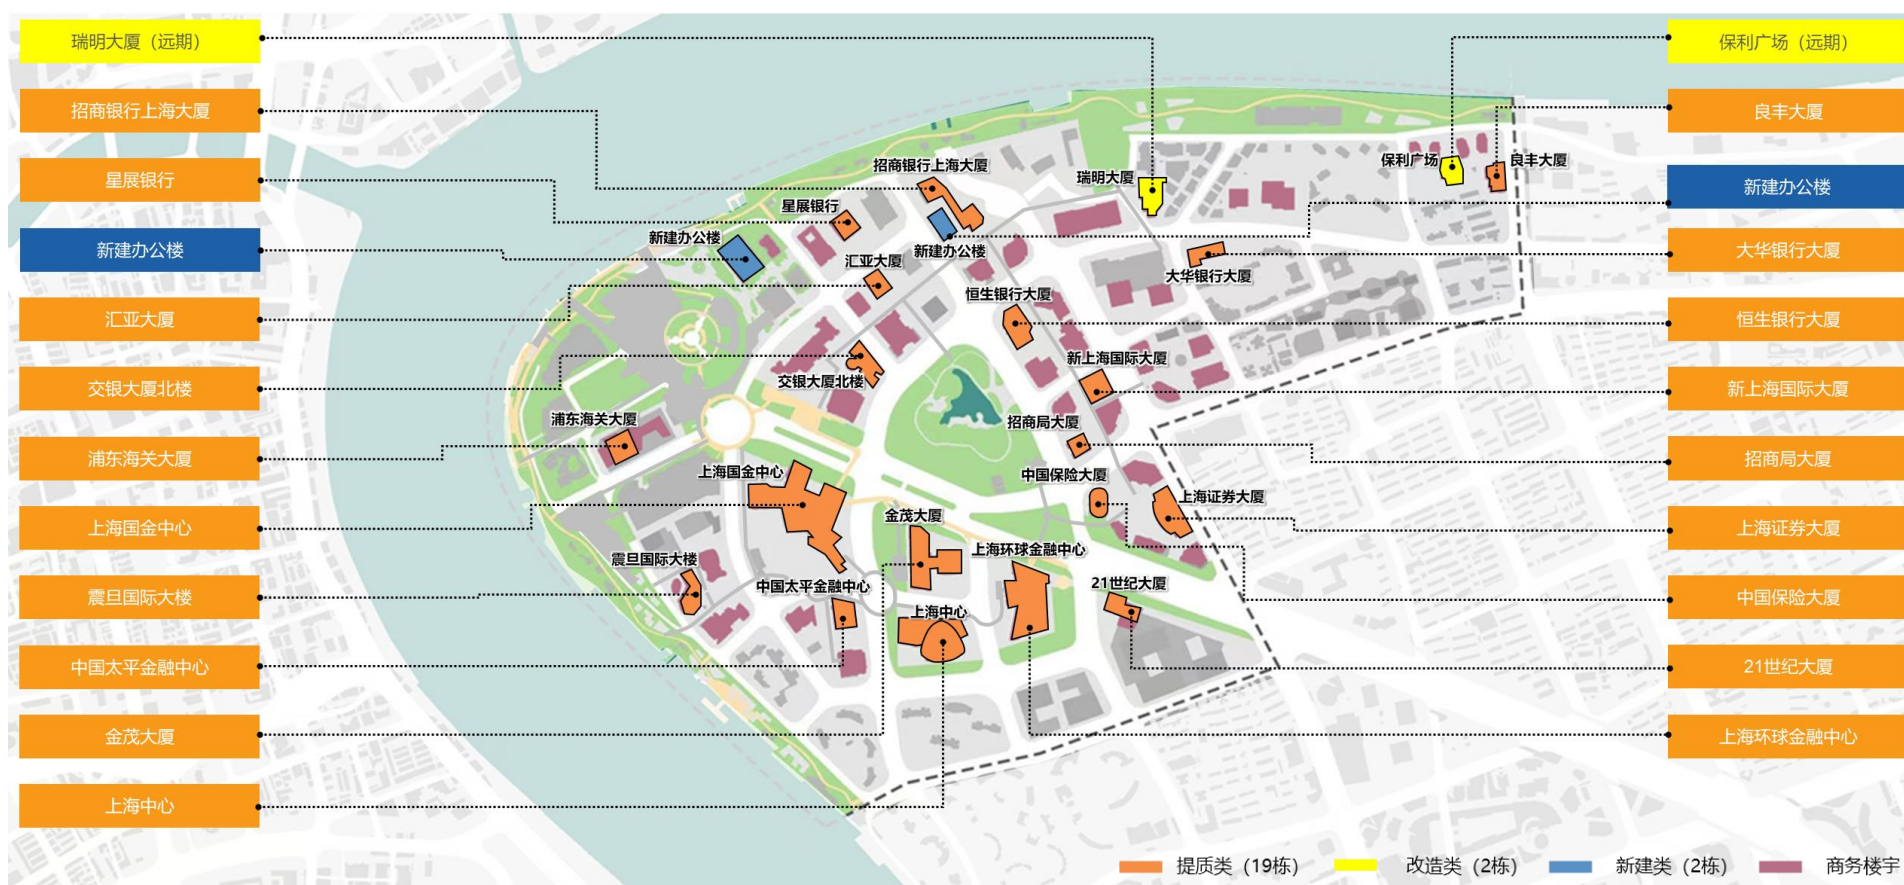 瑞明大厦（远期）
招商银行上海大厦
星展银行
新建办公楼
汇亚大厦
交银大厦北楼
浦东海关大厦
上海国金中心
震旦国际大楼
中国太平金融中心
金茂大厦
上海中心
保利广场（远期）
良丰大厦
新建办公楼
大华银行大厦
恒生银行大厦
新上海国际大厦
招商局大厦
上海证券大厦
中国保险大厦
21世纪大厦
上海环球金融中心
招商银行上海大厦
瑞明大厦
保利广场
良丰大厦
星展银行
新建办公楼
新建办公楼
汇亚大厦
大华银行大厦
恒生银行大厦
新上海国际大厦
交银大厦北楼
浦东海关大厦
招商局大厦
上海国金中心
中国保险大厦
上海证券大厦
金茂大厦
上海环球金融中心
震旦国际大楼
中国太平金融中心
21世纪大厦
上海中心
提质类（19栋）
改造类（2栋）
新建类（2栋）
商务楼宇